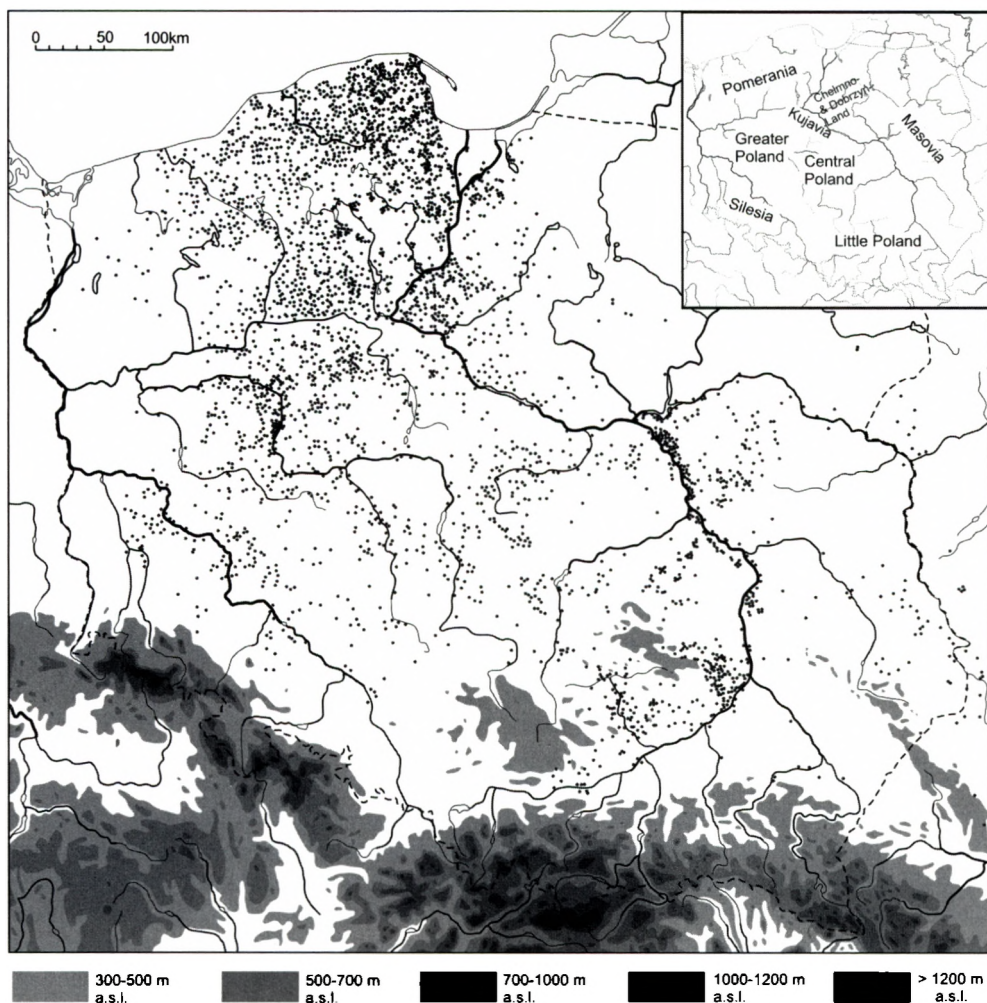 0 50 100km
Pomerania
Chełmno-
& Dobrzyń-
Land
Kujavia
Masovia
Greater
Poland
Central
Poland
Silesia
Little Poland
300-500 m
a.s.l.
500-700 m
a.s.l.
700-1000 m
a.s.l.
1000-1200 m
a.s.l.
> 1200 m
a.s.l.